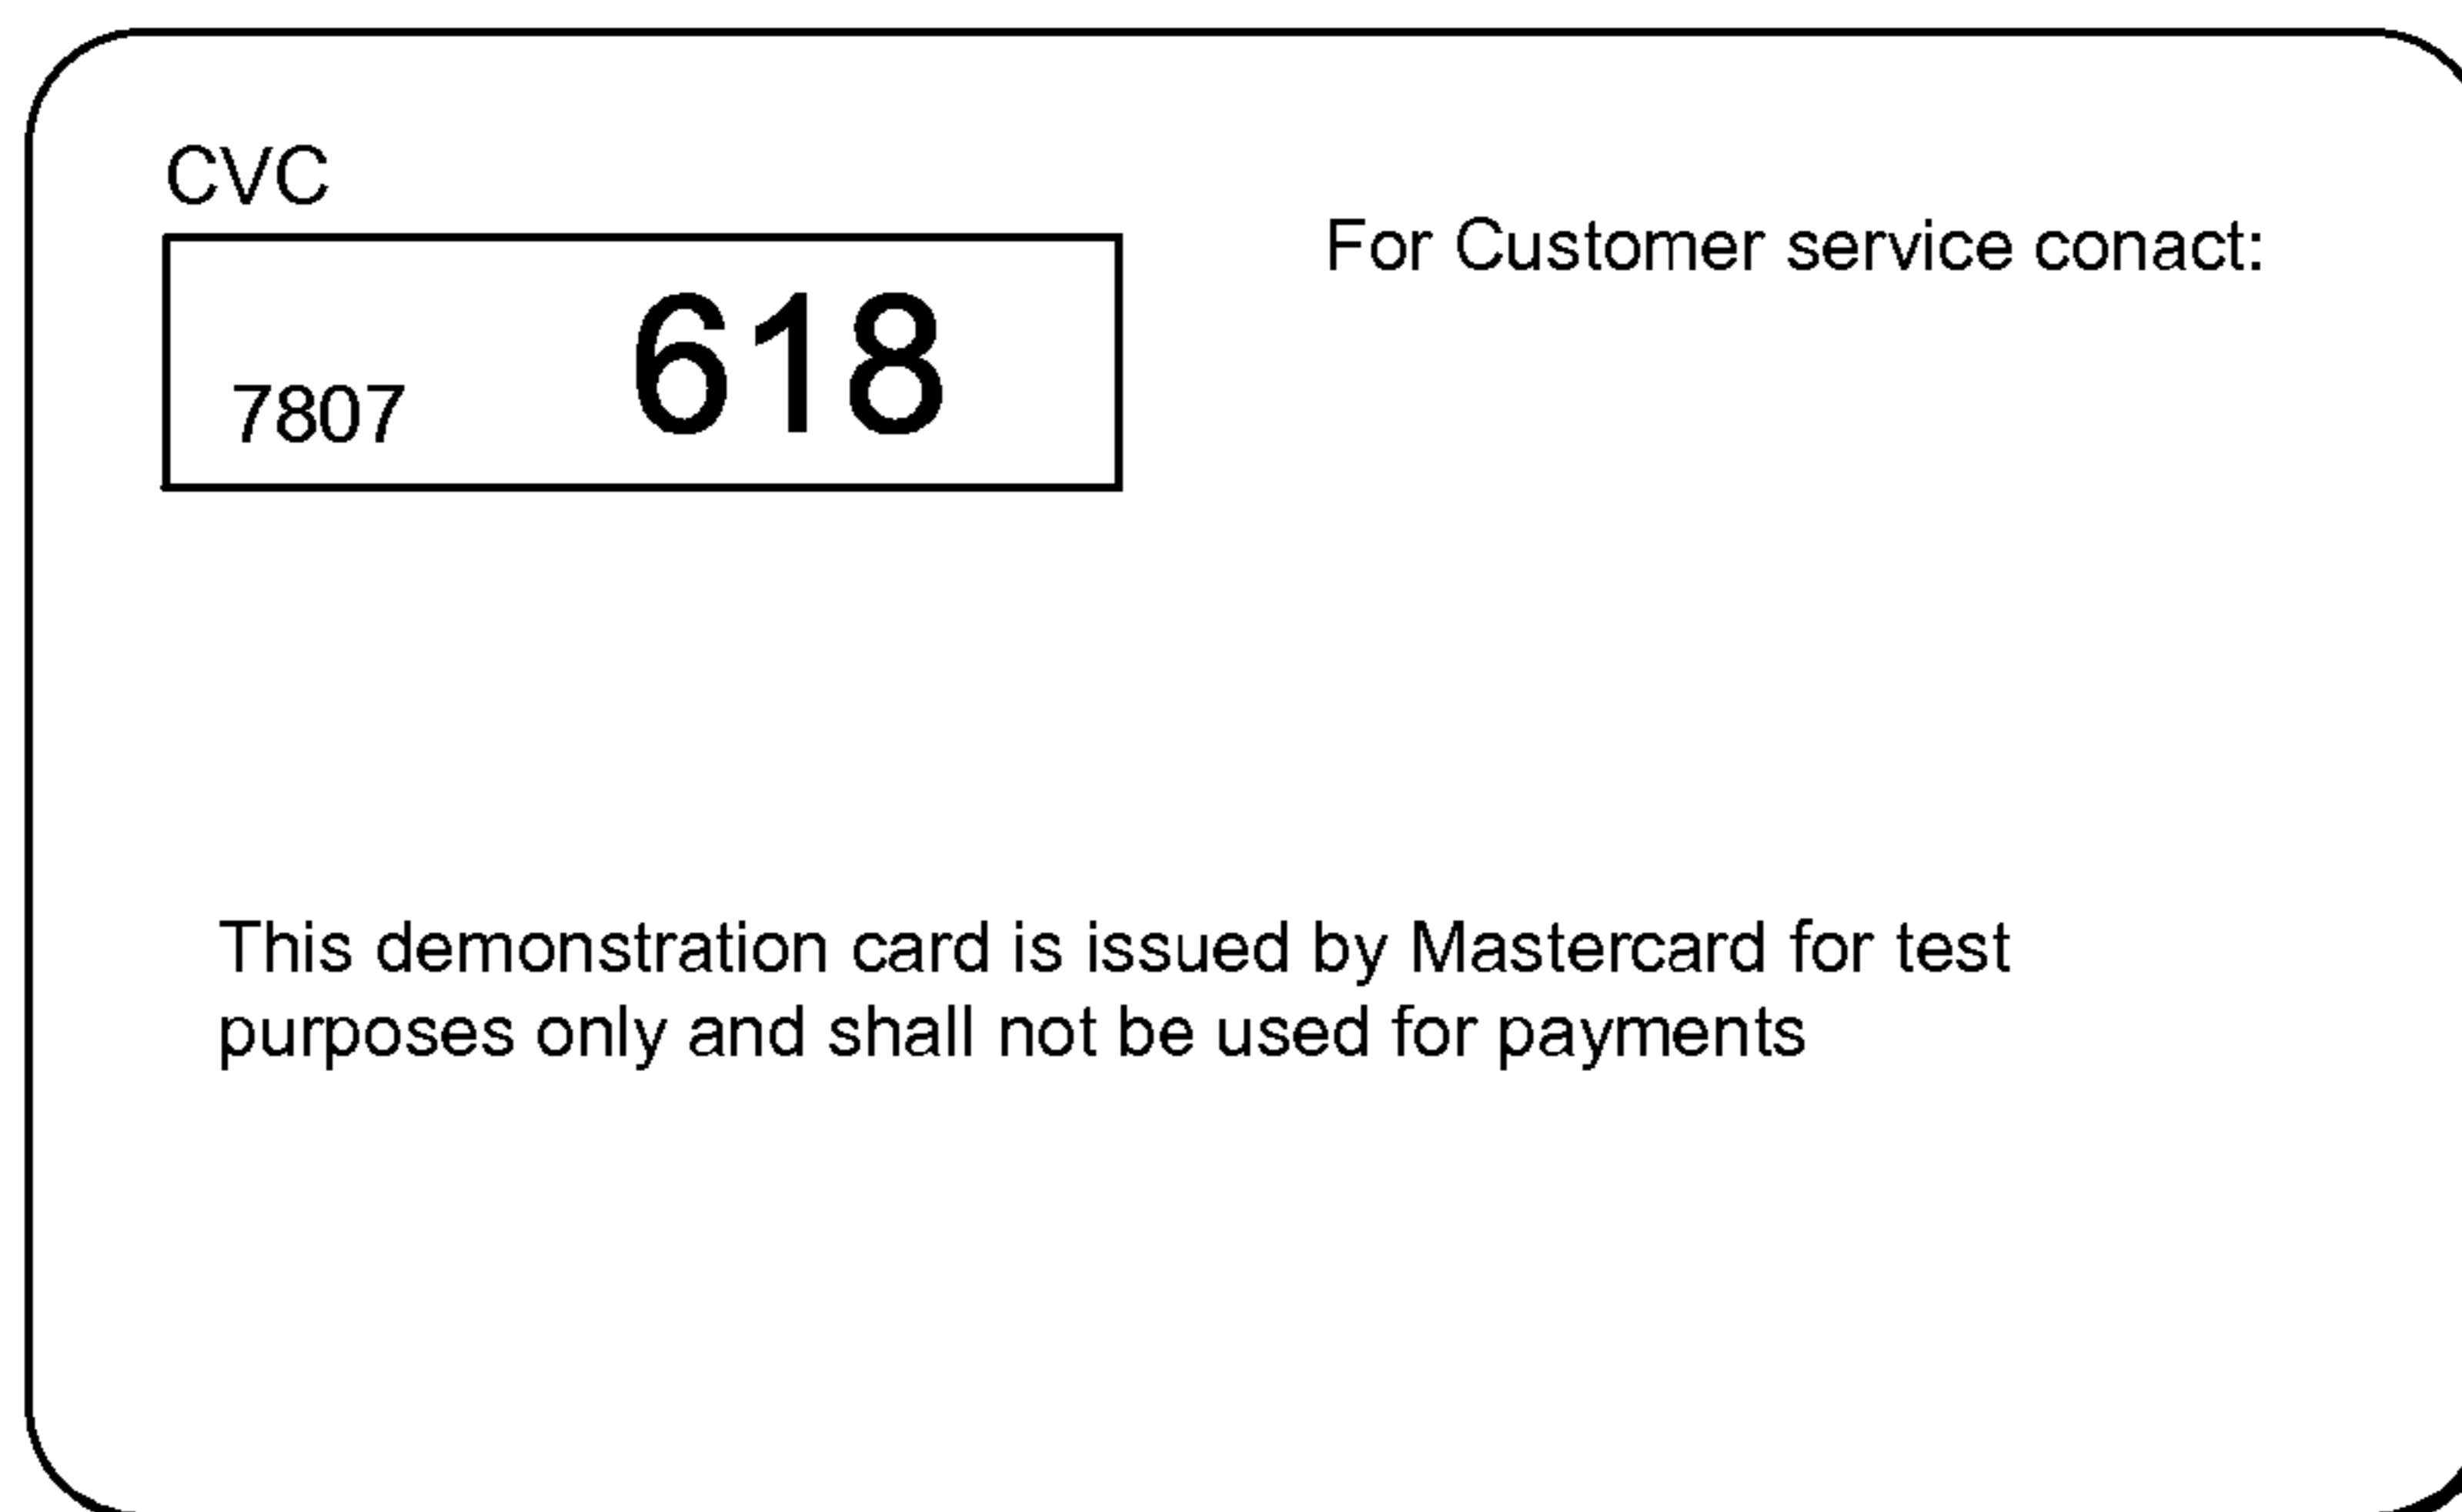 CVC
For Customer service conact:
7807 618
This demonstration card is issued by Mastercard for test
purposes only and shall not be used for payments